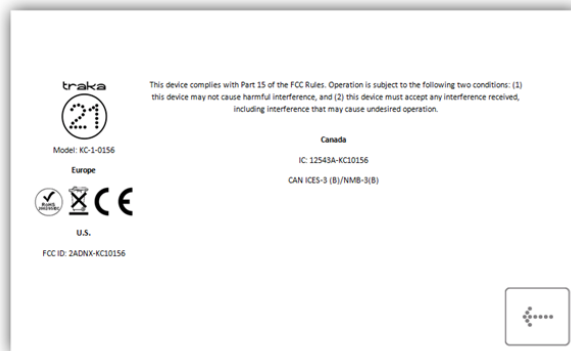 traka
21
Model: KC-1-0156
Europe
RoHS
CE
U.S.
FCC ID: 2ADNX-KC10156
This device complies with Part 15 of the FCC Rules. Operation is subject to the following two conditions: (1)
this device may not cause harmful interference, and (2) this device must accept any interference received,
including interference that may cause undesired operation.
Canada
IC: 12543A-KC10156
CAN ICES-3 (B)/NMB-3(B)